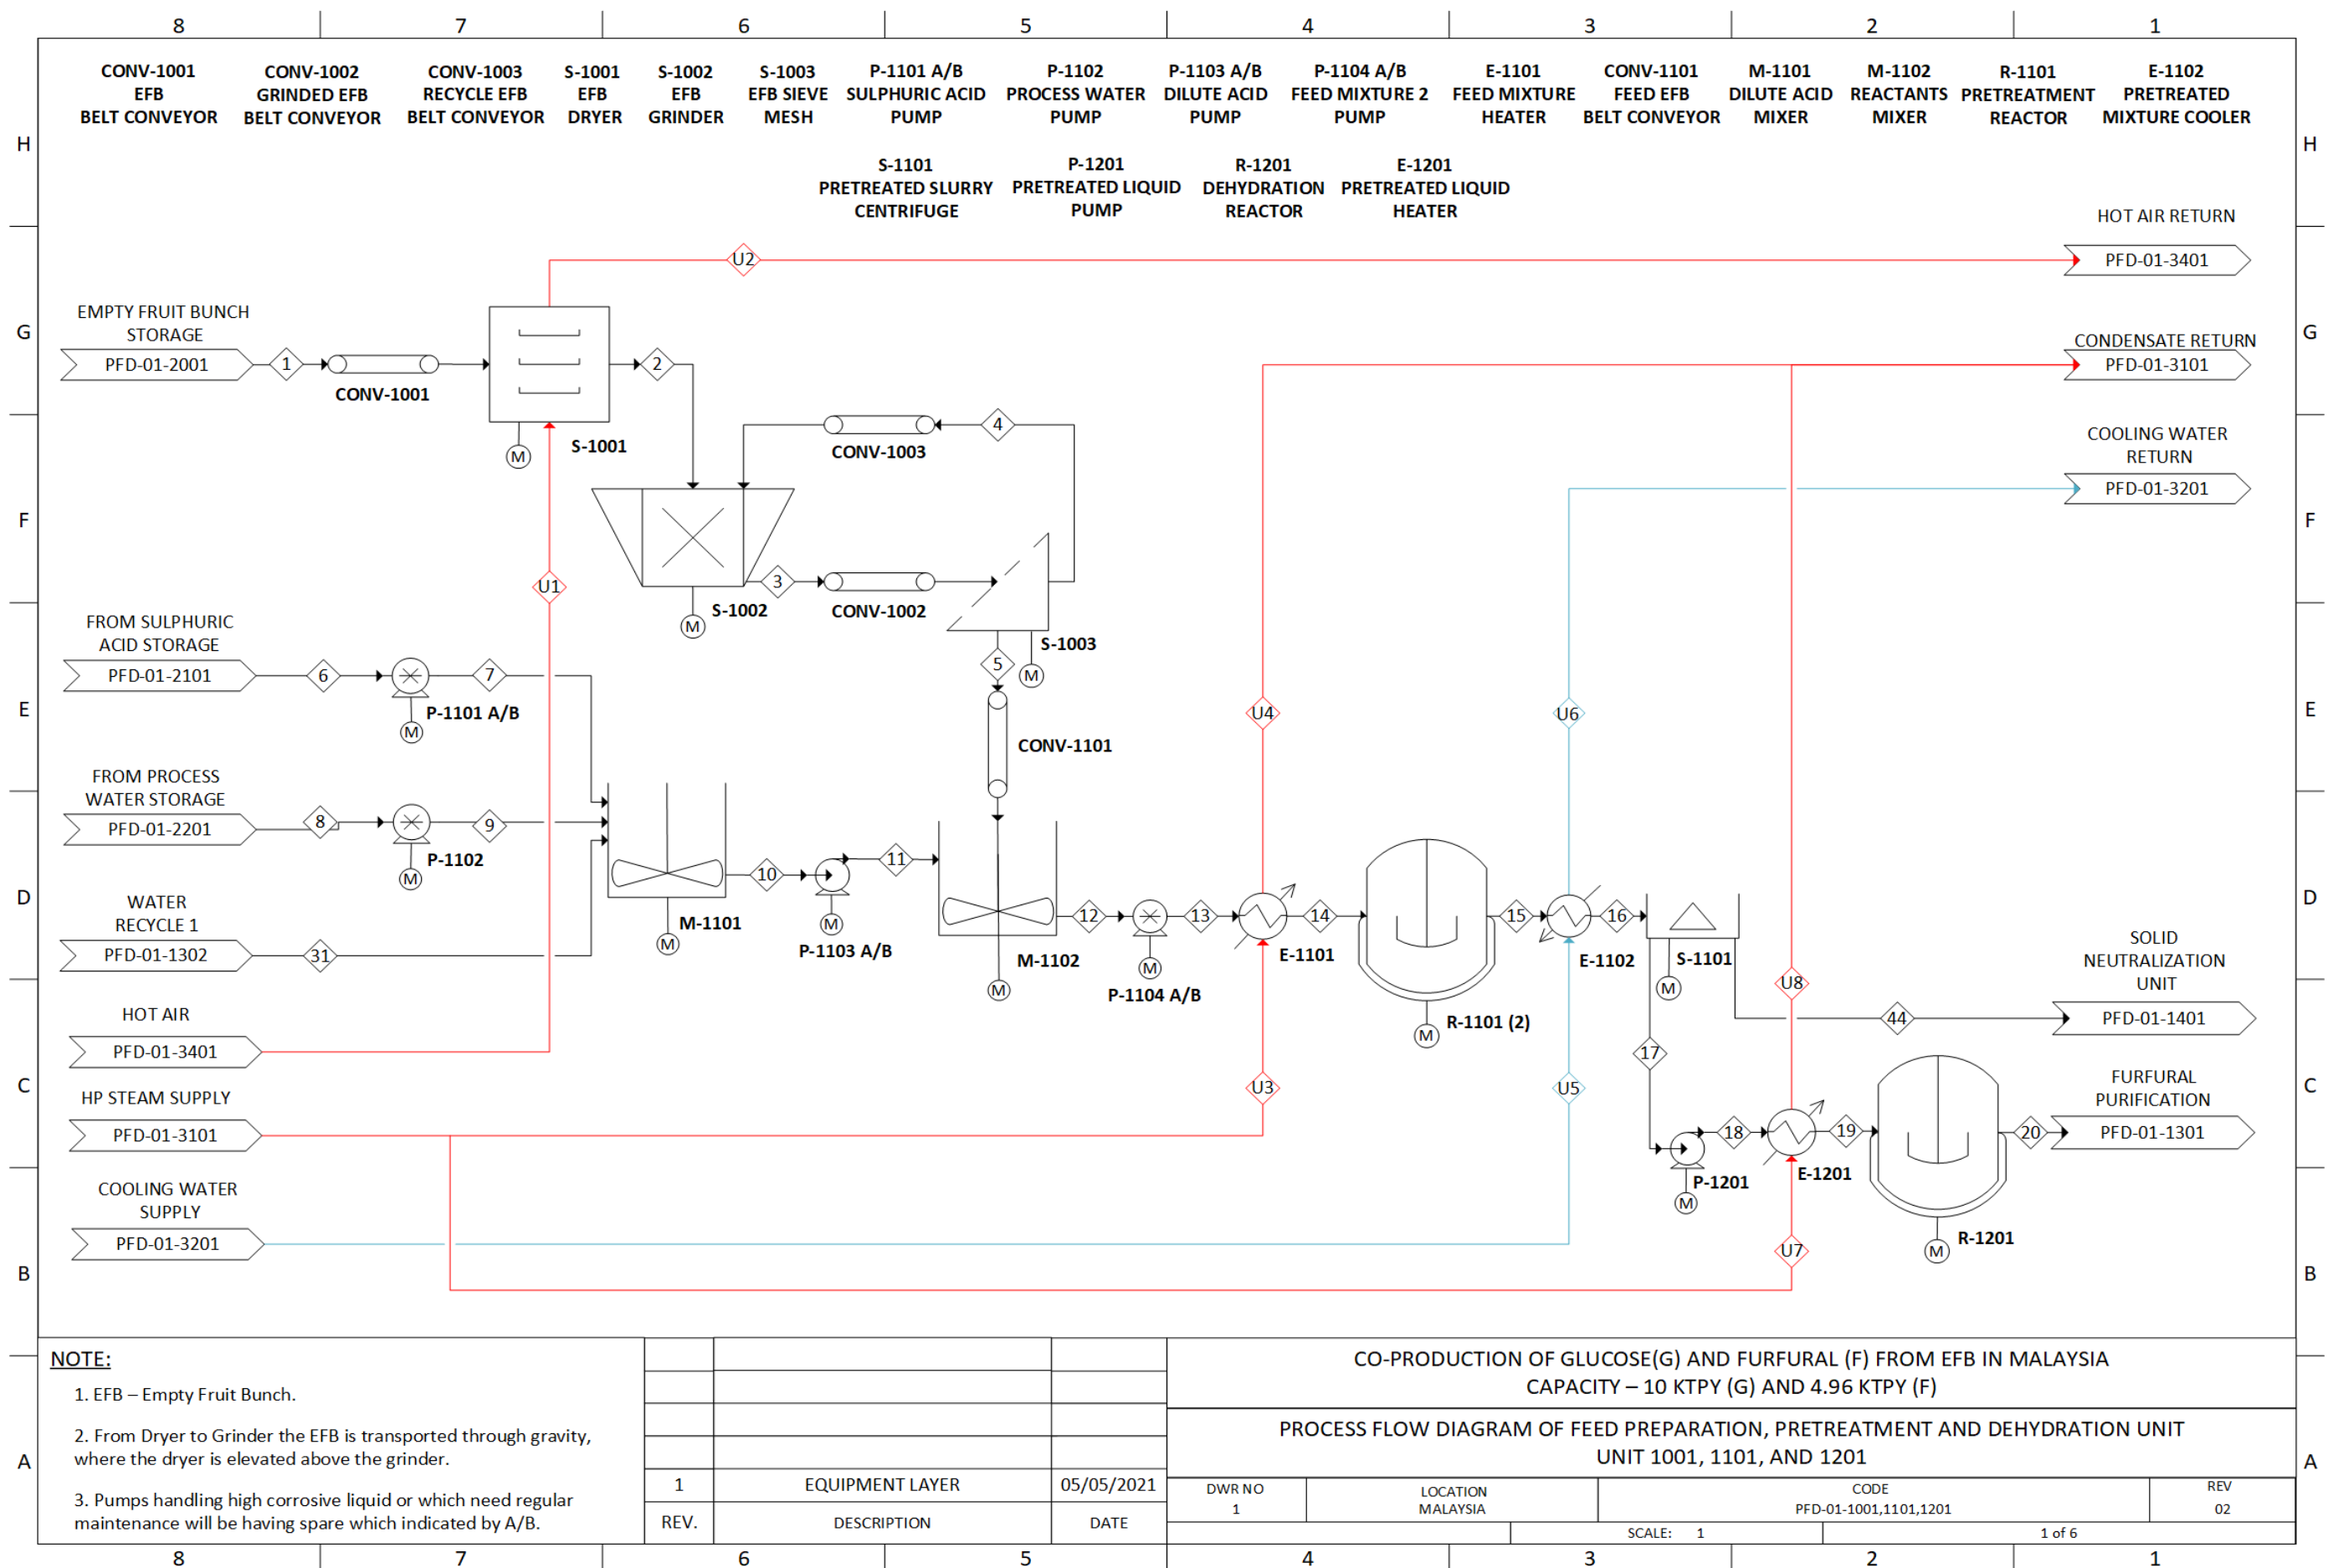 8 7 6 5 4 3 2 1
CONV-1001
EFB
BELT CONVEYOR
CONV-1002
GRINDED EFB
BELT CONVEYOR
CONV-1003
RECYCLE EFB
BELT CONVEYOR
S-1001
EFB
DRYER
S-1002
EFB
GRINDER
S-1003
EFB SIEVE
MESH
P-1101 A/B
SULPHURIC ACID
PUMP
P-1102
PROCESS WATER
PUMP
P-1103 A/B
DILUTE ACID
PUMP
P-1104 A/B
FEED MIXTURE 2
PUMP
E-1101
FEED MIXTURE
HEATER
CONV-1101
FEED EFB
BELT CONVEYOR
M-1101
DILUTE ACID
MIXER
M-1102
REACTANTS
MIXER
R-1101
PRETREATMENT
REACTOR
E-1102
PRETREATED
MIXTURE COOLER
H
H
S-1101
PRETREATED SLURRY
CENTRIFUGE
P-1201
PRETREATED LIQUID
PUMP
R-1201
DEHYDRATION
REACTOR
E-1201
PRETREATED LIQUID
HEATER
HOT AIR RETURN
PFD-01-3401
U2
EMPTY FRUIT BUNCH
STORAGE
PFD-01-2001
1
CONV-1001
2
G
G
CONDENSATE RETURN
PFD-01-3101
M
S-1001
CONV-1003
4
COOLING WATER
RETURN
PFD-01-3201
F
F
U1
3
CONV-1002
S-1002
M
S-1003
M
5
FROM SULPHURIC
ACID STORAGE
PFD-01-2101
6
7
P-1101 A/B
M
E
E
U4
U6
CONV-1101
FROM PROCESS
WATER STORAGE
PFD-01-2201
8
9
P-1102
M
10
11
D
D
WATER
RECYCLE 1
PFD-01-1302
31
M-1101
M
P-1103 A/B
M
M-1102
M
12
13
P-1104 A/B
M
14
E-1101
15
16
E-1102
S-1101
M
R-1101 (2)
M
U8
44
SOLID
NEUTRALIZATION
UNIT
PFD-01-1401
HOT AIR
PFD-01-3401
C
C
HP STEAM SUPPLY
PFD-01-3101
U3
U5
17
18
19
20
FURFURAL
PURIFICATION
PFD-01-1301
P-1201
M
E-1201
COOLING WATER
SUPPLY
PFD-01-3201
U7
R-1201
M
B
B
NOTE:
1. EFB – Empty Fruit Bunch.
2. From Dryer to Grinder the EFB is transported through gravity,
where the dryer is elevated above the grinder.
3. Pumps handling high corrosive liquid or which need regular
maintenance will be having spare which indicated by A/B.
A
A
1 EQUIPMENT LAYER 05/05/2021
REV. DESCRIPTION DATE
CO-PRODUCTION OF GLUCOSE(G) AND FURFURAL (F) FROM EFB IN MALAYSIA
CAPACITY – 10 KTPY (G) AND 4.96 KTPY (F)
PROCESS FLOW DIAGRAM OF FEED PREPARATION, PRETREATMENT AND DEHYDRATION UNIT
UNIT 1001, 1101, AND 1201
DWR NO
1
LOCATION
MALAYSIA
CODE
PFD-01-1001,1101,1201
REV
02
SCALE: 1
1 of 6
8 7 6 5 4 3 2 1